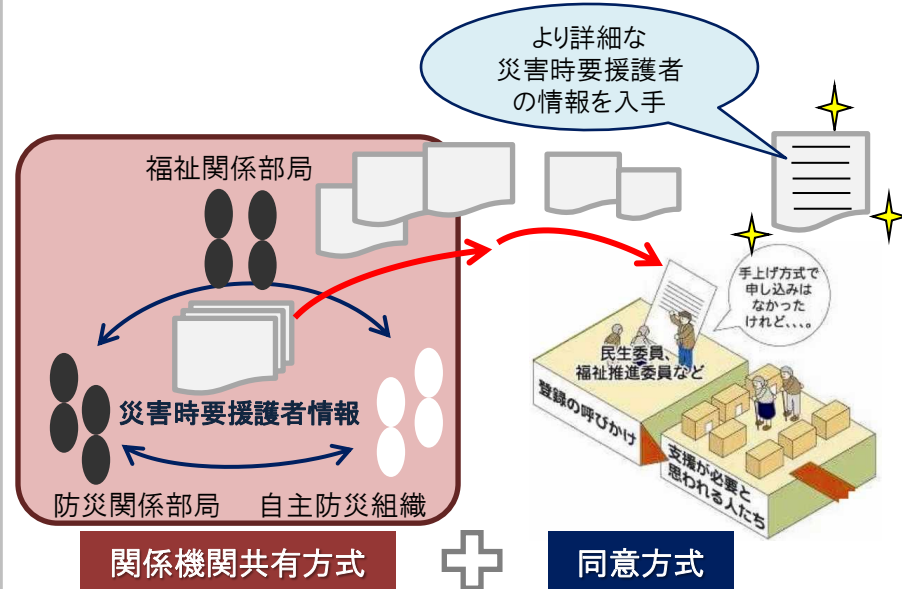 より詳細な
災害時要援護者
の情報を入手
福祉関係部局
災害時要援護者情報
防災関係部局
自主防災組織
手上げ方式で
申し込みは
なかった
けれど、、、。
民生委員、
福祉推進委員など
登録の呼びかけ
支援が必要と
思われる人たち
関係機関共有方式
同意方式